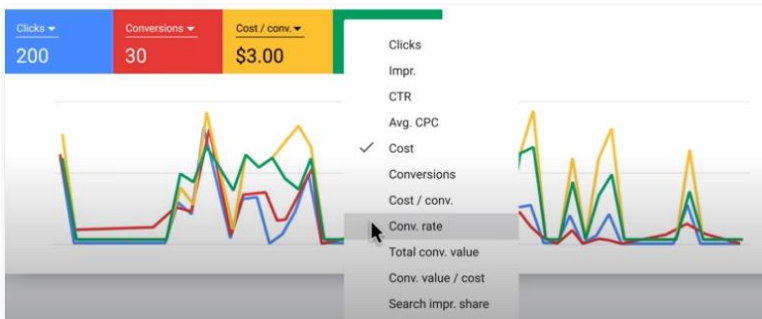 Clicks
Conversions
Cost / conv.
200
30
$3.00
Clicks
Impr.
CTR
Avg. CPC
Cost
Conversions
Cost / conv.
Conv. rate
Total conv. value
Conv. value / cost
Search impr. share